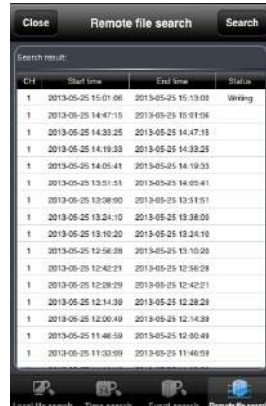 Close Remote file search Search
Search result:
CH Start time End time Status
1 2013-05-25 15:01:06 2013-05-25 15:13:00 Writing
1 2013-05-25 14:47:15 2013-05-25 15:01:06
1 2013-05-25 14:33:25 2013-05-25 14:47:15
1 2013-05-25 14:19:33 2013-05-25 14:33:25
1 2013-05-25 14:05:41 2013-05-25 14:19:33
1 2013-05-25 13:51:51 2013-05-25 14:05:41
1 2013-05-25 13:38:00 2013-05-25 13:51:51
1 2013-05-25 13:24:10 2013-05-25 13:38:00
1 2013-05-25 13:10:20 2013-05-25 13:24:10
1 2013-05-25 12:56:28 2013-05-25 13:10:20
1 2013-05-25 12:42:21 2013-05-25 12:56:28
1 2013-05-25 12:28:29 2013-05-25 12:42:21
1 2013-05-25 12:14:39 2013-05-25 12:28:29
1 2013-05-25 12:00:49 2013-05-25 12:14:39
1 2013-05-25 11:46:59 2013-05-25 12:00:49
1 2013-05-25 11:33:09 2013-05-25 11:46:59
Local file search Time search Event search Remote file search